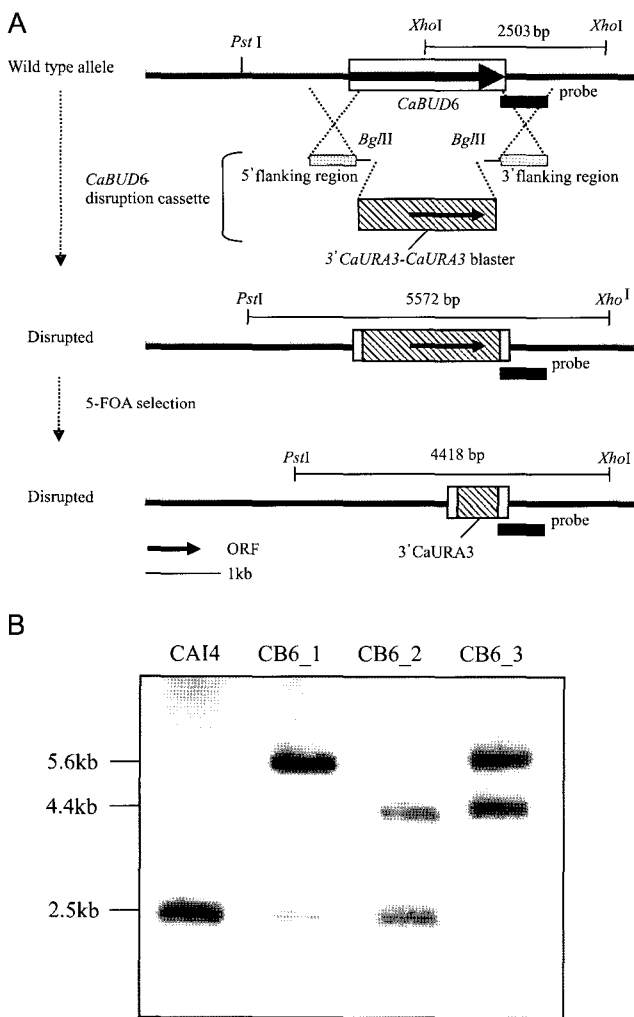 A
XhoI 2503 bp XhoI
Pst I
Wild type allele
CaBUD6
probe
BglII BglII
5'flanking region 3'flanking region
CaBUD6-
disruption cassette
3'CaURA3-CaURA3 blaster
PstI 5572 bp XhoI
Disrupted
probe
5-FOA selection
PstI 4418 bp XhoI
Disrupted
probe
3'CaURA3
ORF
1kb
B
CAI4 CB6_1 CB6_2 CB6_3
5.6kb
4.4kb
2.5kb